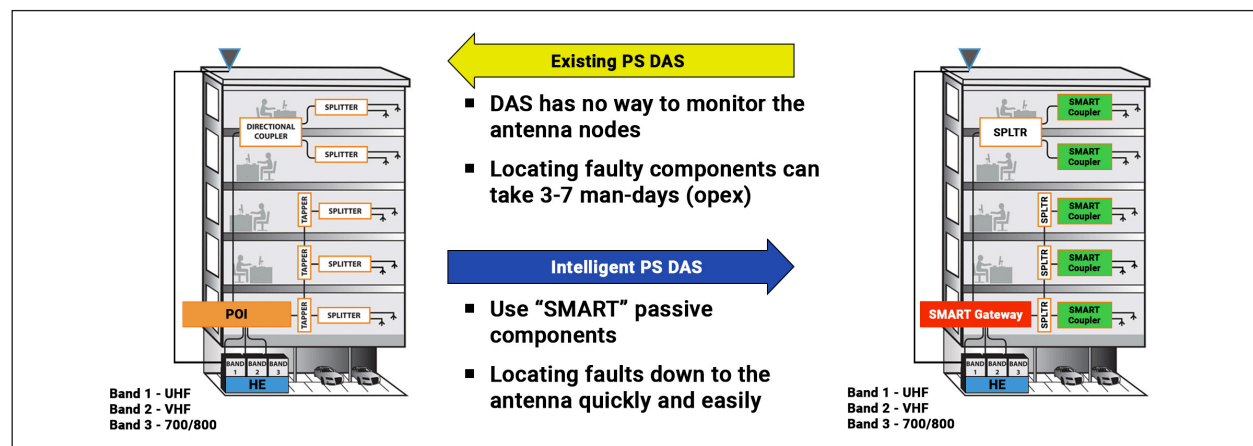 Existing PS DAS
▪ DAS has no way to monitor the
antenna nodes
▪ Locating faulty components can
take 3-7 man-days (opex)
Intelligent PS DAS
▪ Use “SMART” passive
components
▪ Locating faults down to the
antenna quickly and easily
SPLITTER
DIRECTIONAL
COUPLER
SPLITTER
TAPPER
SPLITTER
TAPPER
SPLITTER
TAPPER
SPLITTER
POI
BAND
1
BAND
2
BAND
3
HE
Band 1 - UHF
Band 2 - VHF
Band 3 - 700/800
SMART
Coupler
SPLTR
SMART
Coupler
SPLTR
SMART
Coupler
SPLTR
SMART
Coupler
SPLTR
SMART
Coupler
SMART Gateway
BAND
1
BAND
2
BAND
3
HE
Band 1 - UHF
Band 2 - VHF
Band 3 - 700/800